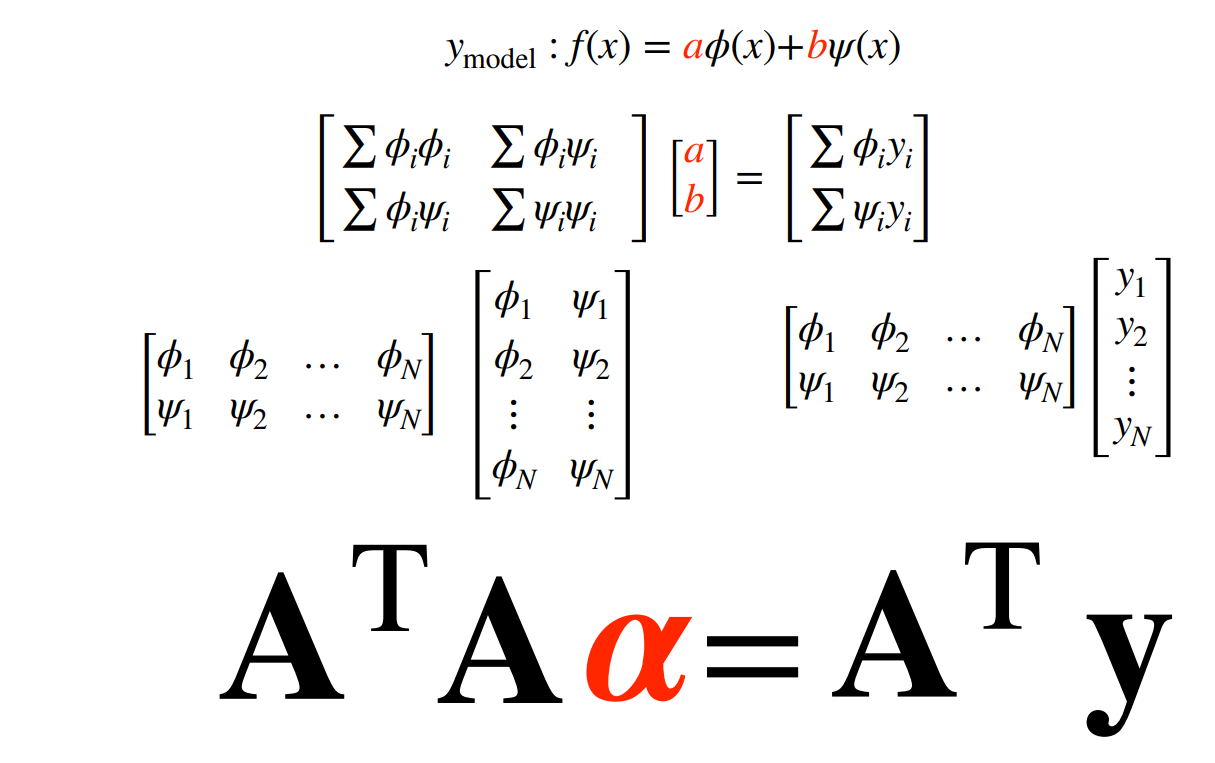 y_model : f(x) = aϕ(x)+bψ(x)
[∑ϕ_iϕ_i ∑ϕ_iψ_i; ∑ϕ_iψ_i ∑ψ_iψ_i] [a; b] = [∑ϕ_iy_i; ∑ψ_iy_i]
[ϕ_1 ϕ_2 … ϕ_N; ψ_1 ψ_2 … ψ_N] [ϕ_1 ψ_1; ϕ_2 ψ_2; ⋮ ⋮; ϕ_N ψ_N] [ϕ_1 ϕ_2 … ϕ_N; ψ_1 ψ_2 … ψ_N] [y_1; y_2; ⋮; y_N]
A^T A α = A^T y